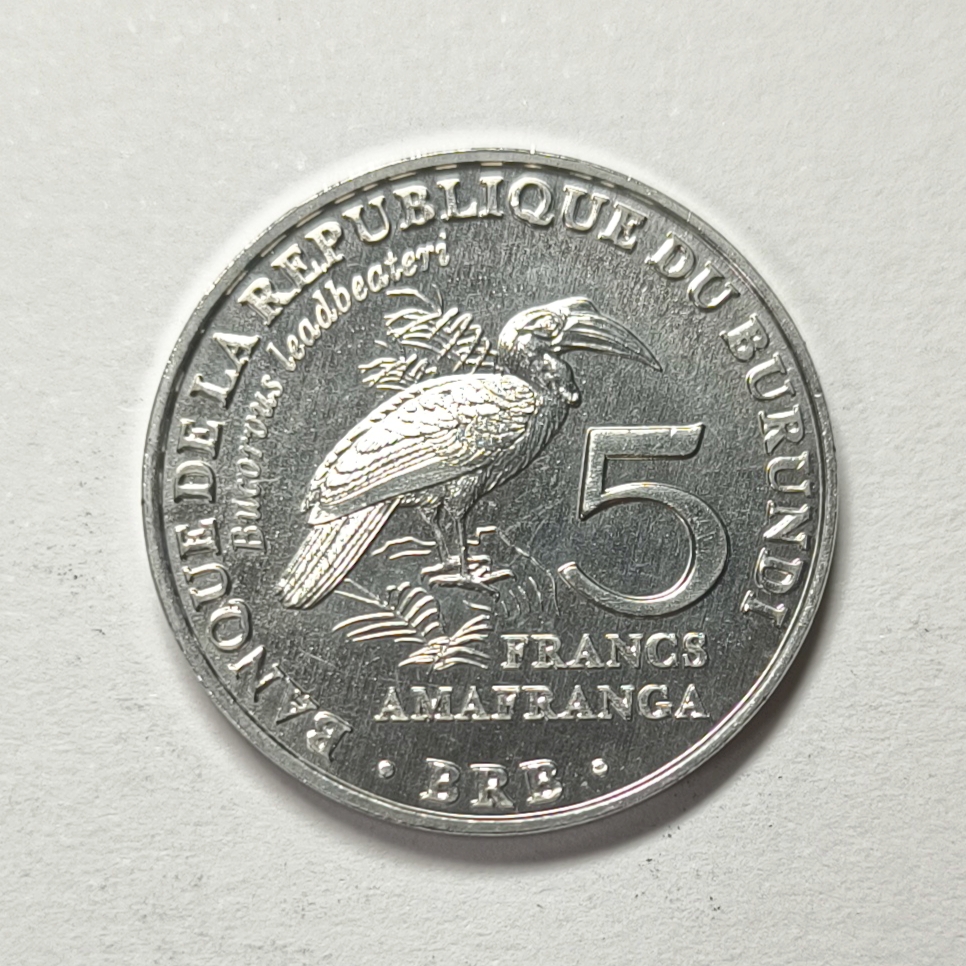 BANQUE DE LA REPUBLIQUE DU BURUNDI
Bucorvus leadbeateri
5
FRANCS
AMAFRANGA
• BRB •